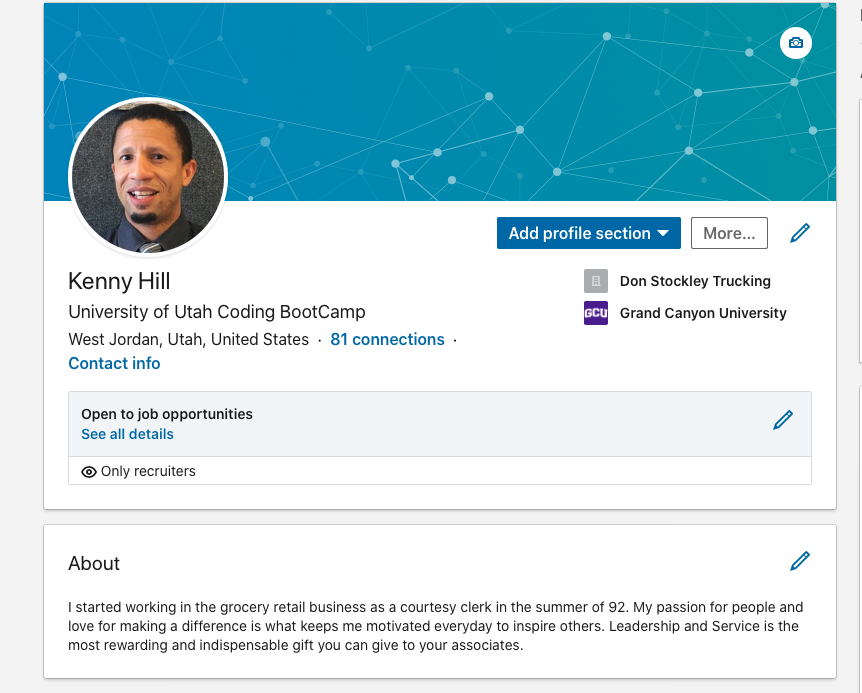 Add profile section
More...
Kenny Hill
Don Stockley Trucking
University of Utah Coding BootCamp
GCU
Grand Canyon University
West Jordan, Utah, United States · 81 connections ·
Contact info
Open to job opportunities
See all details
Only recruiters
About
I started working in the grocery retail business as a courtesy clerk in the summer of 92. My passion for people and
love for making a difference is what keeps me motivated everyday to inspire others. Leadership and Service is the
most rewarding and indispensable gift you can give to your associates.